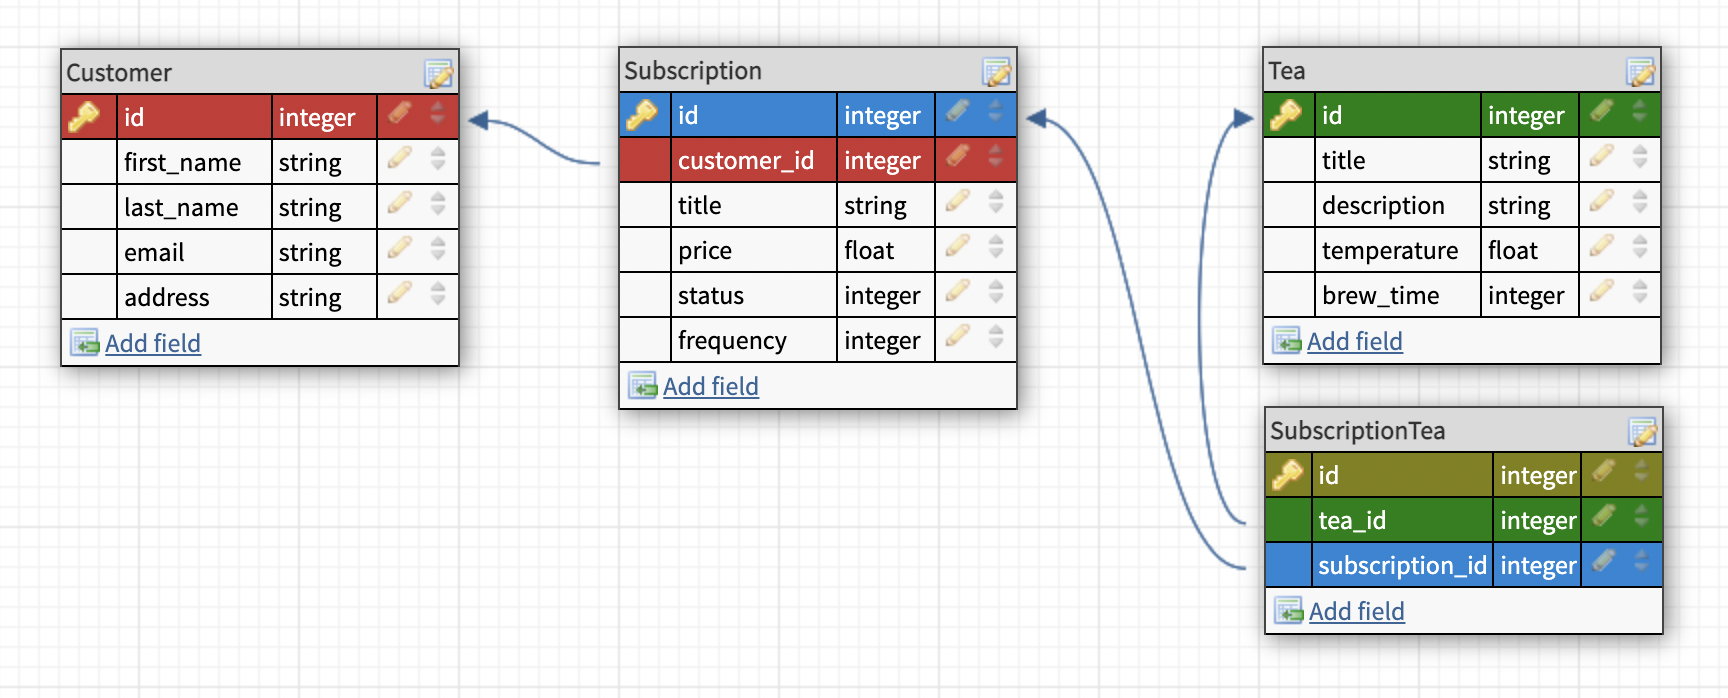 Customer
id integer
first_name string
last_name string
email string
address string
Add field
Subscription
id integer
customer_id integer
title string
price float
status integer
frequency integer
Add field
Tea
id integer
title string
description string
temperature float
brew_time integer
Add field
SubscriptionTea
id integer
tea_id integer
subscription_id integer
Add field